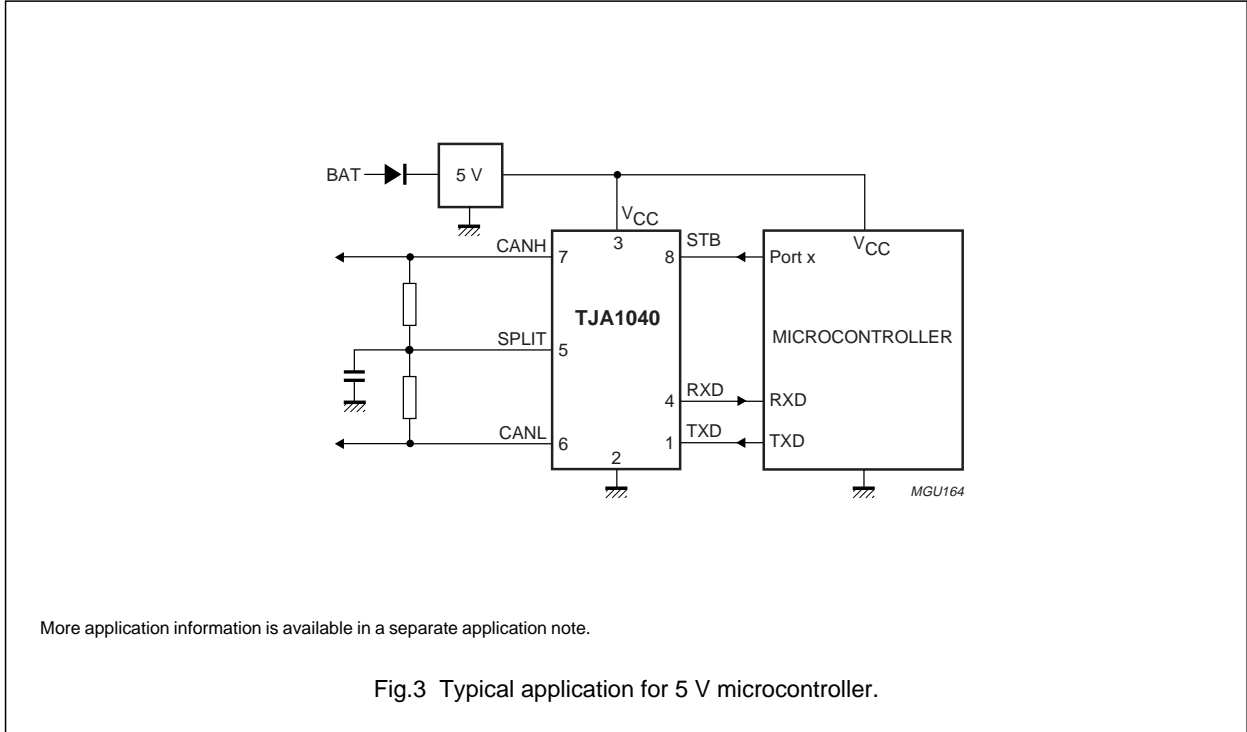 BAT
5 V
VCC
CANH
7
3
8
STB
Port x
VCC
TJA1040
MICROCONTROLLER
SPLIT
5
4
RXD
RXD
CANL
6
1
TXD
TXD
2
MGU164
More application information is available in a separate application note.
Fig.3 Typical application for 5 V microcontroller.